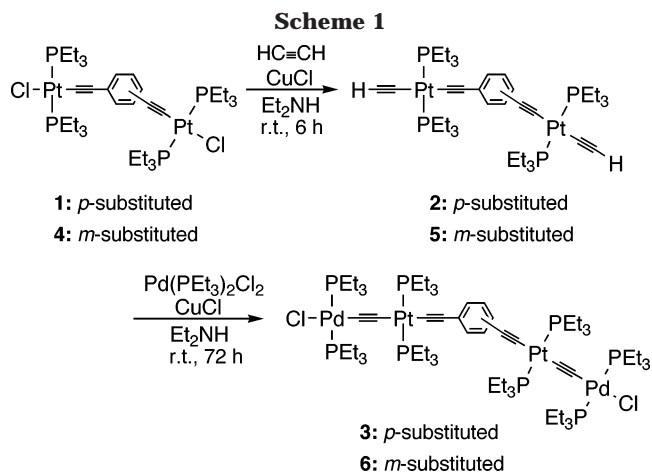 Scheme 1
PEt3
Cl Pt
PEt3
PEt3
Pt
Et3P Cl
HC≡CH
CuCl
Et2NH
r.t., 6 h
PEt3
H Pt
PEt3
PEt3
Pt
Et3P
H
1: p-substituted
4: m-substituted
2: p-substituted
5: m-substituted
Pd(PEt3)2Cl2
CuCl
Et2NH
r.t., 72 h
PEt3 PEt3
Cl Pd Pt
PEt3 PEt3
PEt3
Pt
Et3P
PEt3
Pd
Et3P Cl
3: p-substituted
6: m-substituted